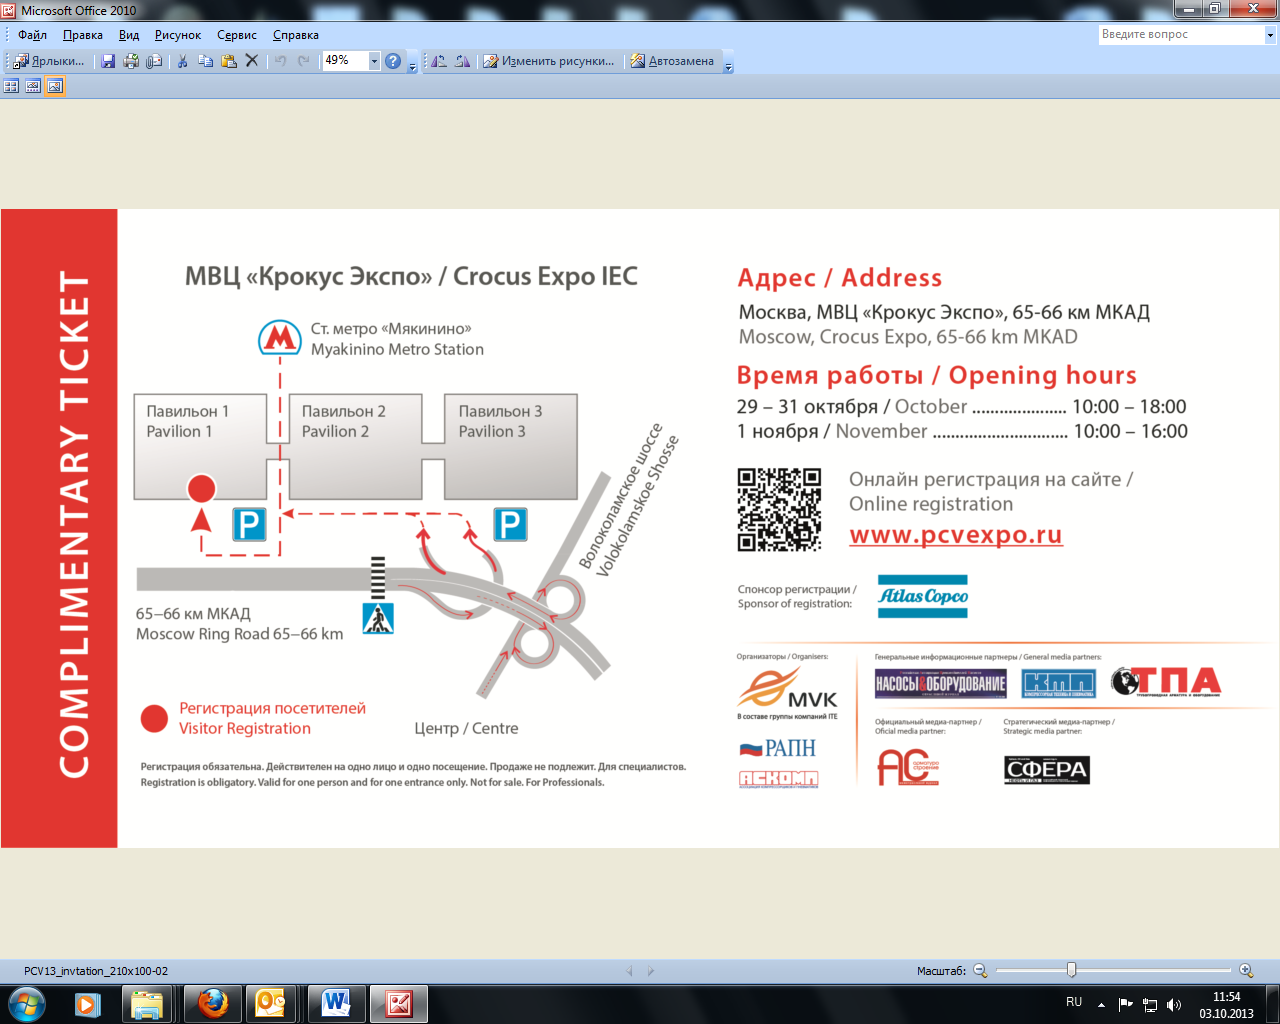 Microsoft Office 2010
Файл Правка Вид Рисунок Сервис Справка
Введите вопрос
Ярлыки... 49% Изменить рисунки... Автозамена
COMPLIMENTARY TICKET
МВЦ «Крокус Экспо» / Crocus Expo IEC
Ст. метро «Мякинино»
Myakinino Metro Station
Павильон 1
Pavilion 1
Павильон 2
Pavilion 2
Павильон 3
Pavilion 3
P
P
Волоколамское шоссе
Volokolamskoe Shosse
65–66 км МКАД
Moscow Ring Road 65–66 km
Регистрация посетителей
Visitor Registration
Центр / Centre
Регистрация обязательна. Действителен на одно лицо и одно посещение. Продаже не подлежит. Для специалистов.
Registration is obligatory. Valid for one person and for one entrance only. Not for sale. For Professionals.
Адрес / Address
Москва, МВЦ «Крокус Экспо», 65-66 км МКАД
Moscow, Crocus Expo, 65-66 km MKAD
Время работы / Opening hours
29 – 31 октября / October ..................... 10:00 – 18:00
1 ноября / November .............................. 10:00 – 16:00
Онлайн регистрация на сайте /
Online registration
www.pcvexpo.ru
Спонсор регистрации /
Sponsor of registration:
Atlas Copco
Организаторы / Organisers:
MVK
В составе группы компаний ITE
РАПН
АСКОМП
Генеральные информационные партнеры / General media partners:
НАСОСЫ & ОБОРУДОВАНИЕ
КТП
ТПА
Официальный медиа-партнер /
Oficial media partner:
АС
арматуро
строение
Стратегический медиа-партнер /
Strategic media partner:
СФЕРА
PCV13_invtation_210x100-02
Масштаб:
RU
11:54
03.10.2013